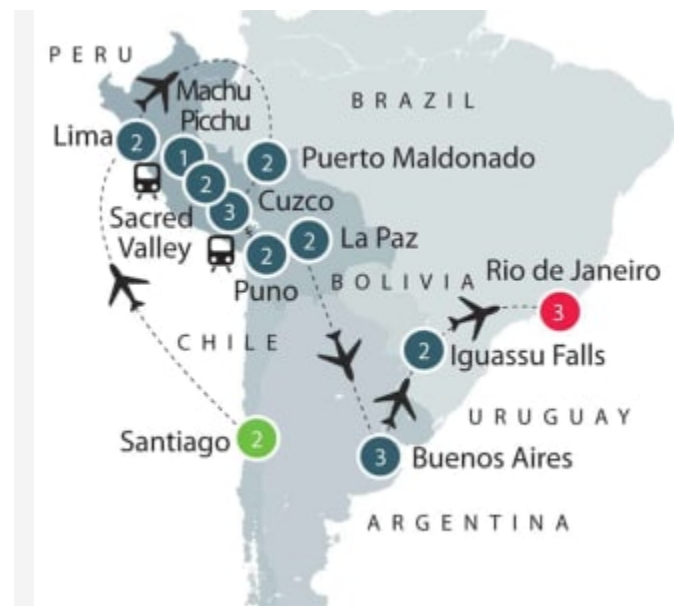 PERU
Machu
Picchu
BRAZIL
Lima
2
1
2
Puerto Maldonado
2
Sacred
Valley
3
Cuzco
2
La Paz
2
Puno
BOLIVIA
Rio de Janeiro
3
CHILE
2
Iguassu Falls
URUGUAY
Santiago
2
3
Buenos Aires
ARGENTINA